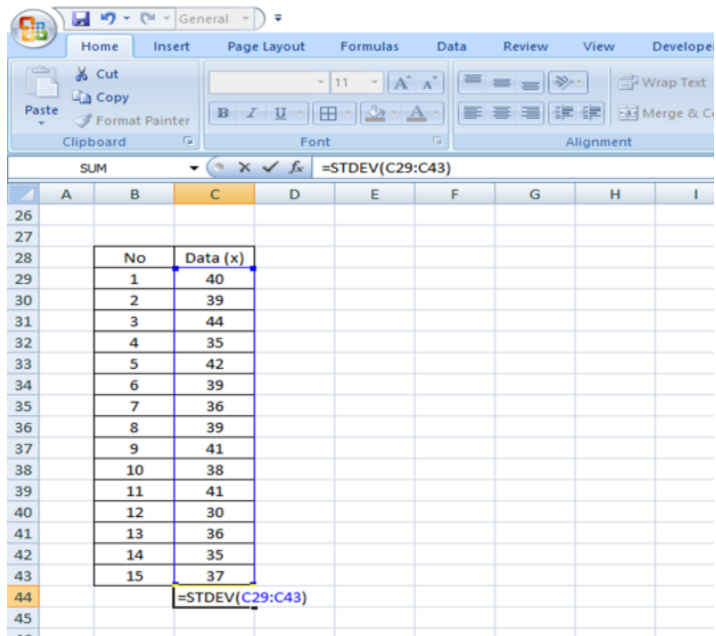 General
Home Insert Page Layout Formulas Data Review View Developer
Cut
Copy
Format Painter
Paste
11 A A Wrap Text
B I U A Merge &
Clipboard Font Alignment
SUM fx =STDEV(C29:C43)
A B C D E F G H I
26
27
28 No Data (x)
29 1 40
30 2 39
31 3 44
32 4 35
33 5 42
34 6 39
35 7 36
36 8 39
37 9 41
38 10 38
39 11 41
40 12 30
41 13 36
42 14 35
43 15 37
44 =STDEV(C29:C43)
45